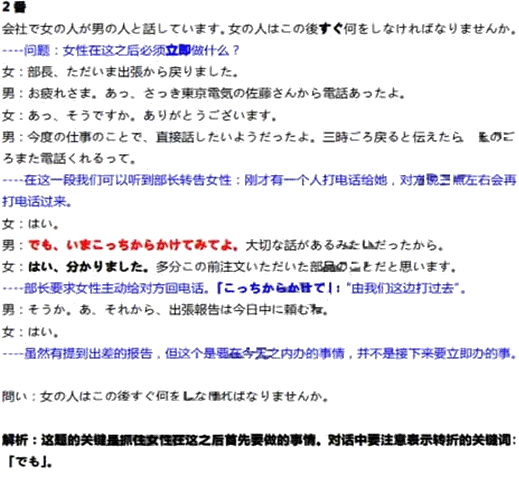 2番
会社で女の人が男の人と話しています。女の人はこの後すぐ何をしなければなりませんか。
----问题：女性在这之后必须立即做什么？
女：部長、ただいま出張から戻りました。
男：お疲れさま。あっ、さっき東京電気の佐藤さんから電話あったよ。
女：あっ、そうですか。ありがとうございます。
男：今度の仕事のことで、直接話したいようだったよ。三時ごろ戻ると伝えたら
ろまた電話くれるって。
----在这一段我们可以听到部长转告女性：刚才有一个人打电话给她，对方 左右会再
打电话过来。
女：はい。
男：でも、いまこっちからかけてみてよ。大切な話があるみたいだったから。
女：はい、分かりました。多分この前注文いただいた部品のことだと思います。
----部长要求女性主动给对方回电话。「こっちからかけて」：“由我们这边打过去”。
男：そうか。あ、それから、出張報告は今日中に頼むね。
女：はい。
----虽然有提到出差的报告，但这个是要在今天之内办的事情，并不是接下来要立即办的事。
問い：女の人はこの後すぐ何をしなければなりませんか。
解析：这题的关键是抓住女性在这之后首先要做的事情。对话中要注意表示转折的关键词：
「でも」。